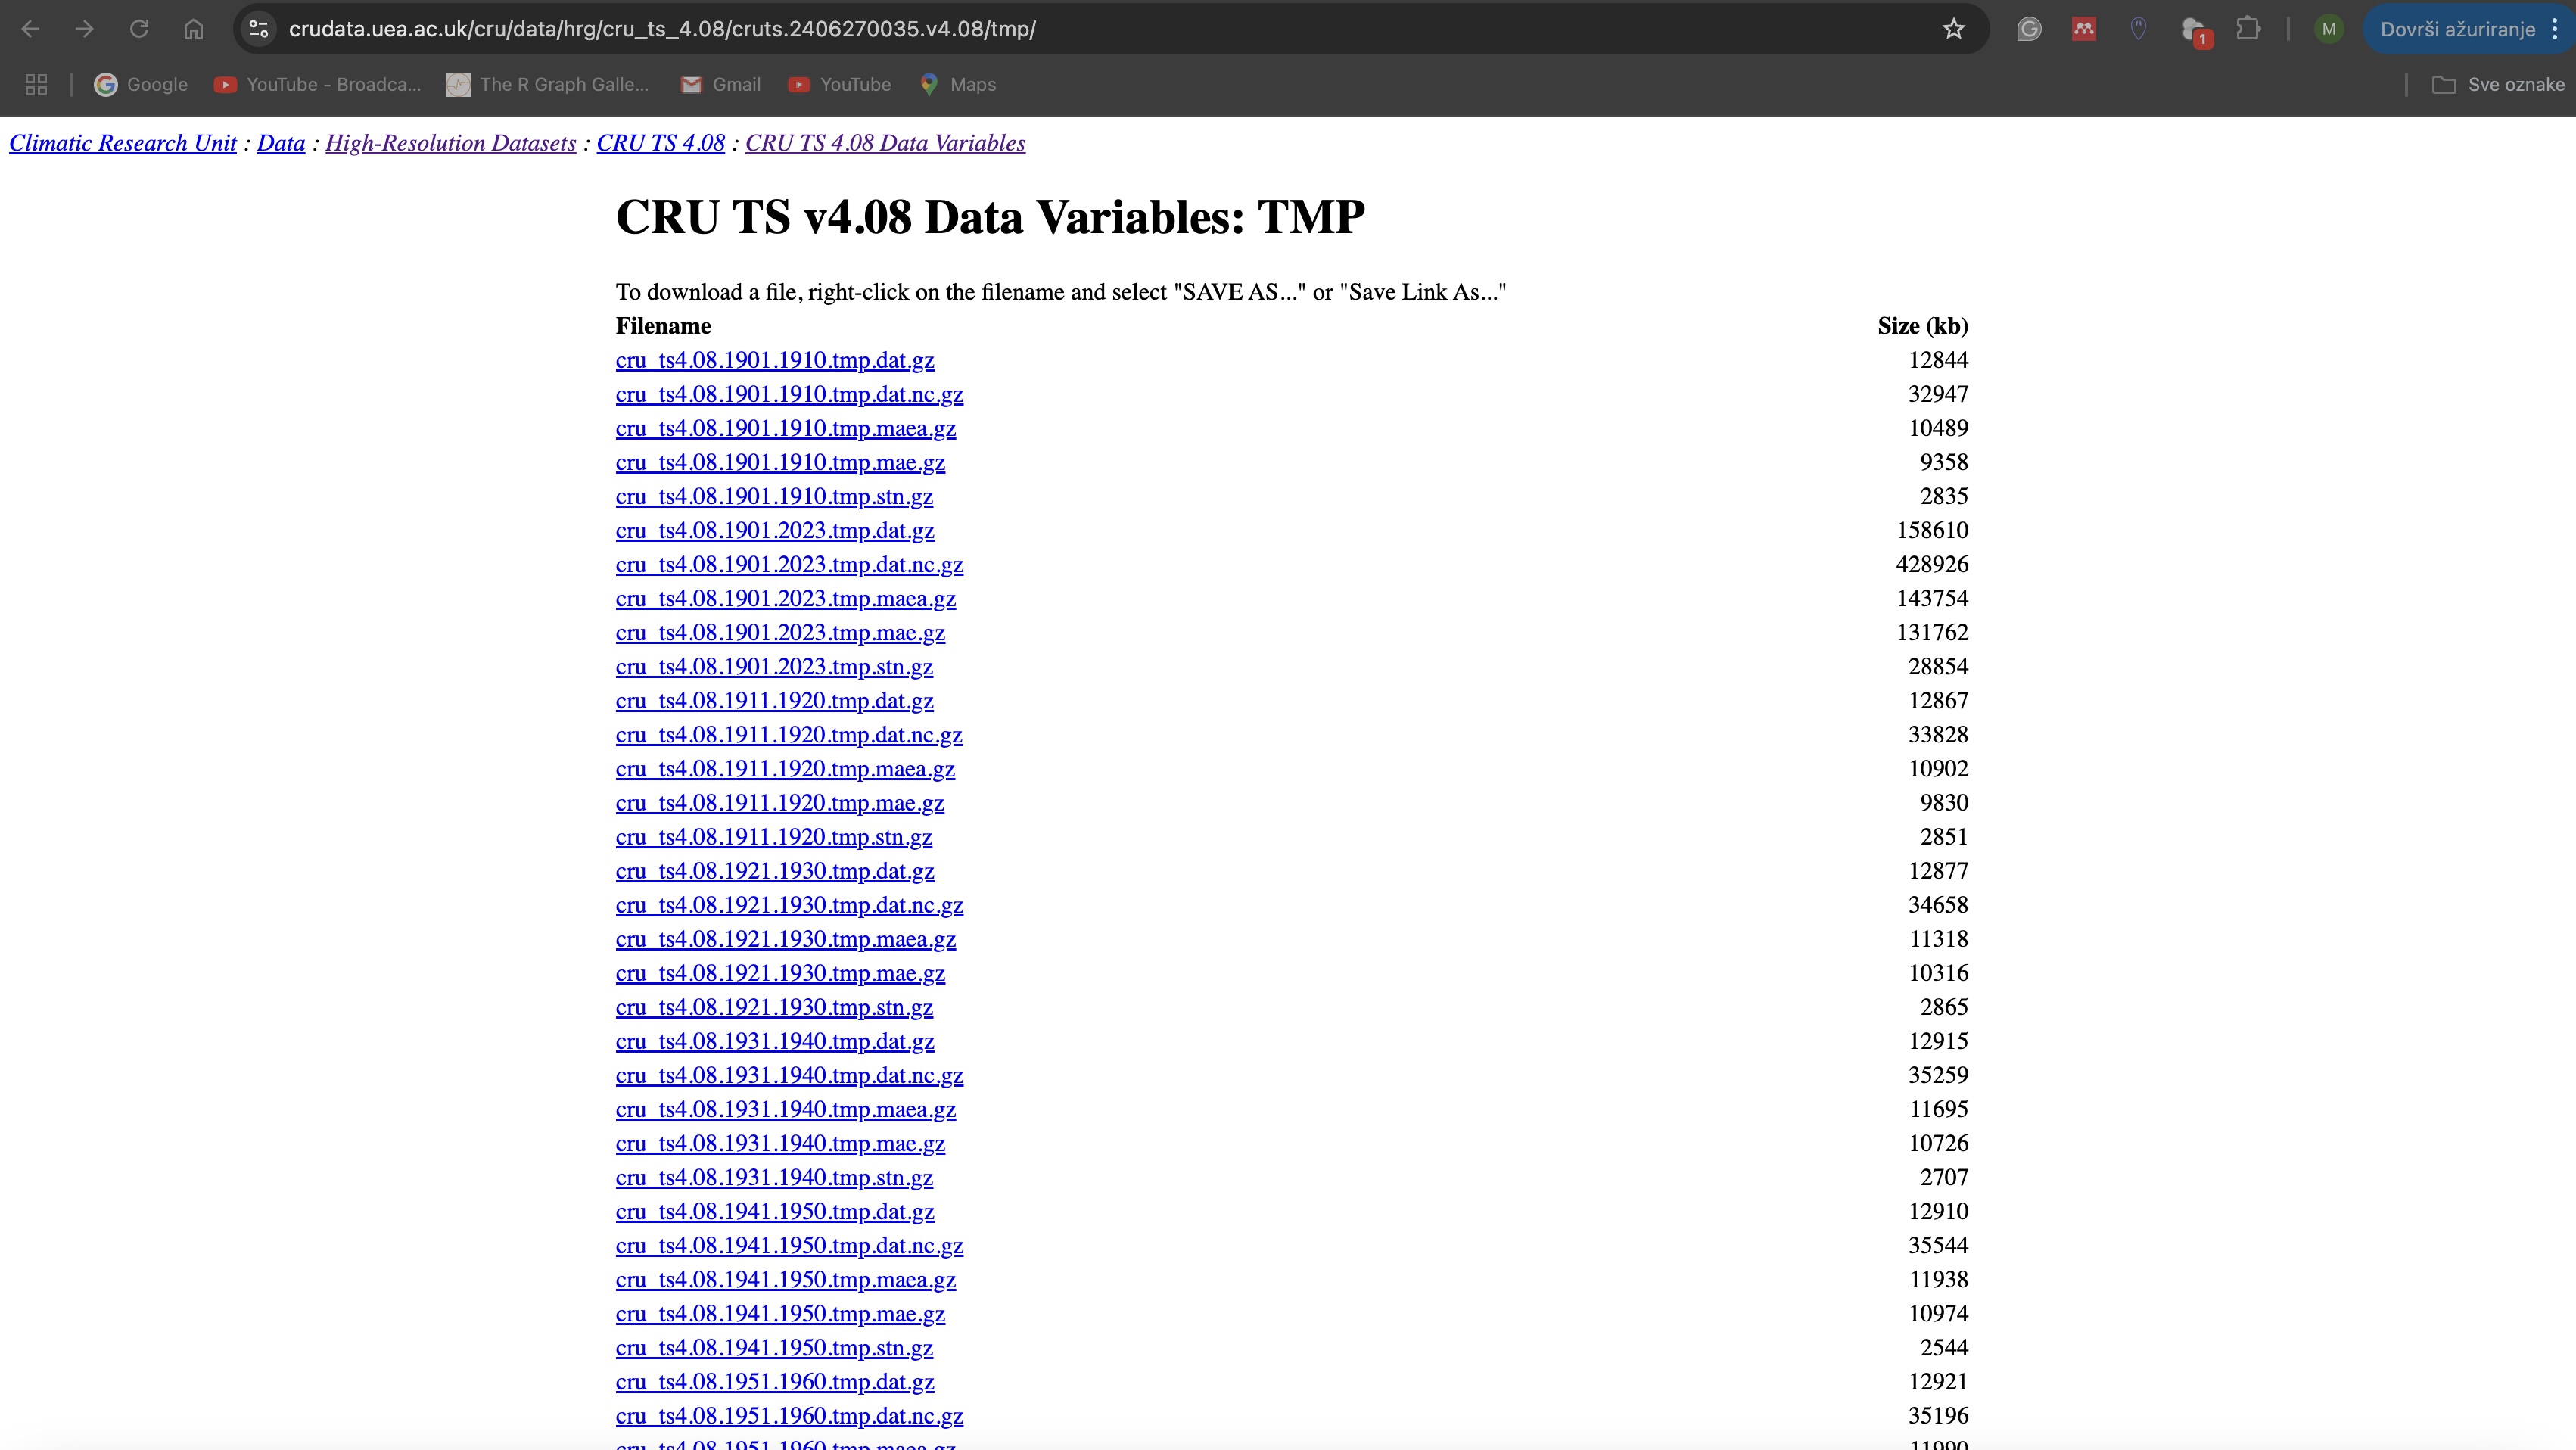 crudata.uea.ac.uk/cru/data/hrg/cru_ts_4.08/cruts.2406270035.v4.08/tmp/
1
M
Dovrši ažuriranje
Google
YouTube - Broadca...
The R Graph Galle...
Gmail
YouTube
Maps
Sve oznake
Climatic Research Unit : Data : High-Resolution Datasets : CRU TS 4.08 : CRU TS 4.08 Data Variables
CRU TS v4.08 Data Variables: TMP
To download a file, right-click on the filename and select "SAVE AS..." or "Save Link As..."
Filename Size (kb)
cru_ts4.08.1901.1910.tmp.dat.gz 12844
cru_ts4.08.1901.1910.tmp.dat.nc.gz 32947
cru_ts4.08.1901.1910.tmp.maea.gz 10489
cru_ts4.08.1901.1910.tmp.mae.gz 9358
cru_ts4.08.1901.1910.tmp.stn.gz 2835
cru_ts4.08.1901.2023.tmp.dat.gz 158610
cru_ts4.08.1901.2023.tmp.dat.nc.gz 428926
cru_ts4.08.1901.2023.tmp.maea.gz 143754
cru_ts4.08.1901.2023.tmp.mae.gz 131762
cru_ts4.08.1901.2023.tmp.stn.gz 28854
cru_ts4.08.1911.1920.tmp.dat.gz 12867
cru_ts4.08.1911.1920.tmp.dat.nc.gz 33828
cru_ts4.08.1911.1920.tmp.maea.gz 10902
cru_ts4.08.1911.1920.tmp.mae.gz 9830
cru_ts4.08.1911.1920.tmp.stn.gz 2851
cru_ts4.08.1921.1930.tmp.dat.gz 12877
cru_ts4.08.1921.1930.tmp.dat.nc.gz 34658
cru_ts4.08.1921.1930.tmp.maea.gz 11318
cru_ts4.08.1921.1930.tmp.mae.gz 10316
cru_ts4.08.1921.1930.tmp.stn.gz 2865
cru_ts4.08.1931.1940.tmp.dat.gz 12915
cru_ts4.08.1931.1940.tmp.dat.nc.gz 35259
cru_ts4.08.1931.1940.tmp.maea.gz 11695
cru_ts4.08.1931.1940.tmp.mae.gz 10726
cru_ts4.08.1931.1940.tmp.stn.gz 2707
cru_ts4.08.1941.1950.tmp.dat.gz 12910
cru_ts4.08.1941.1950.tmp.dat.nc.gz 35544
cru_ts4.08.1941.1950.tmp.maea.gz 11938
cru_ts4.08.1941.1950.tmp.mae.gz 10974
cru_ts4.08.1941.1950.tmp.stn.gz 2544
cru_ts4.08.1951.1960.tmp.dat.gz 12921
cru_ts4.08.1951.1960.tmp.dat.nc.gz 35196